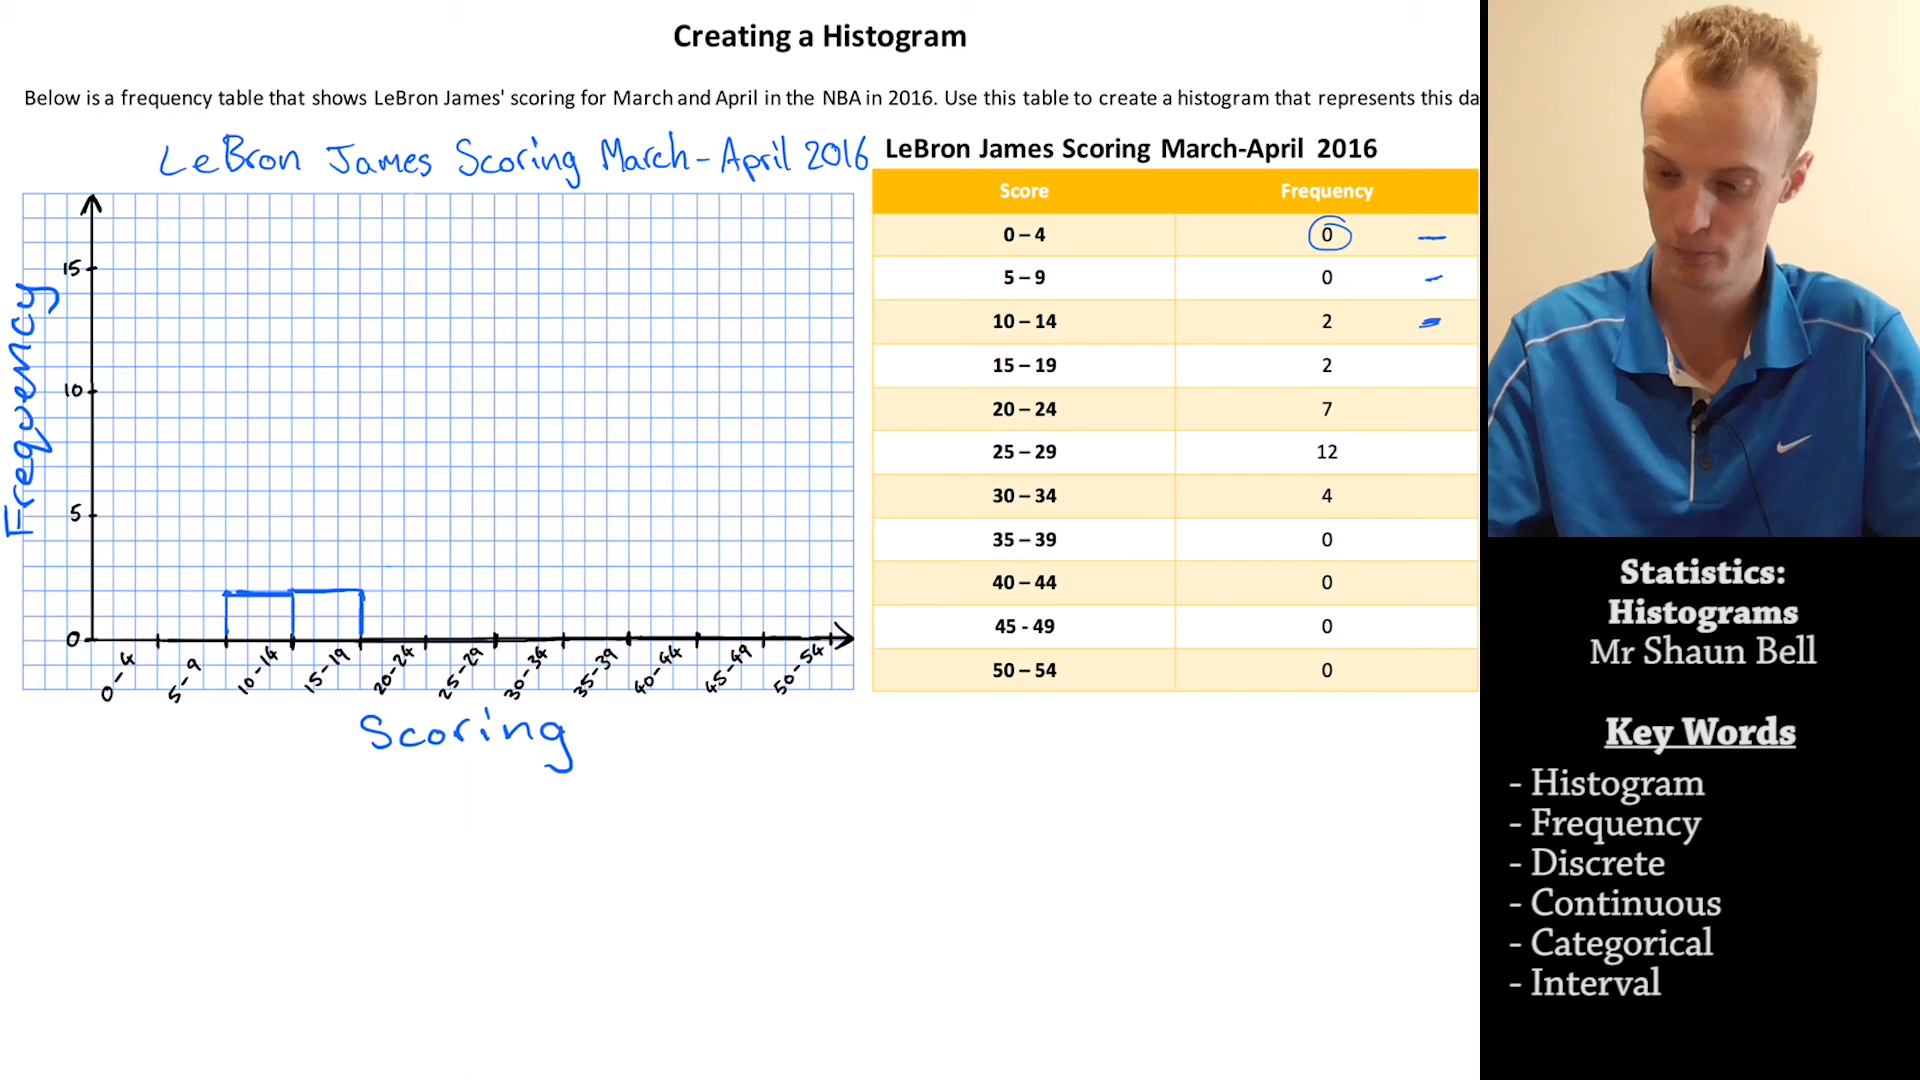 Creating a Histogram
Below is a frequency table that shows LeBron James' scoring for March and April in the NBA in 2016. Use this table to create a histogram that represents this da
LeBron James Scoring March-April 2016
Frequency
15
10
5
0
0-4 5-9 10-14 15-19 20-24 25-29 30-34 35-39 40-44 45-49 50-54
Scoring
LeBron James Scoring March-April 2016
Score Frequency
0 – 4 0
5 – 9 0
10 – 14 2
15 – 19 2
20 – 24 7
25 – 29 12
30 – 34 4
35 – 39 0
40 – 44 0
45 - 49 0
50 – 54 0
Statistics:
Histograms
Mr Shaun Bell
Key Words
- Histogram
- Frequency
- Discrete
- Continuous
- Categorical
- Interval